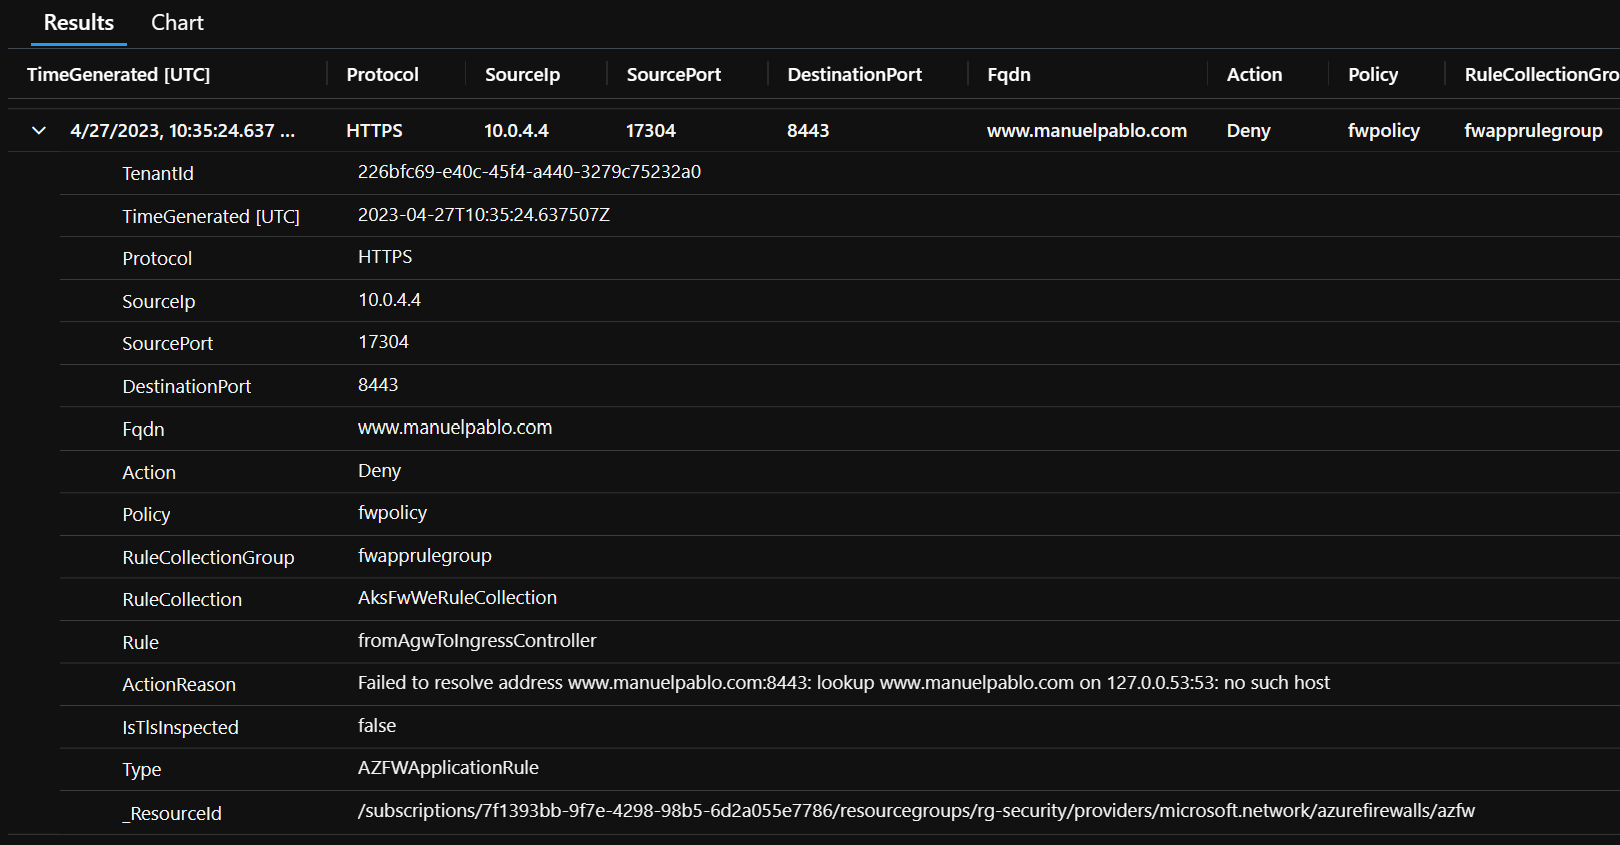 Results Chart
TimeGenerated [UTC] Protocol SourceIp SourcePort DestinationPort Fqdn Action Policy RuleCollectionGro
4/27/2023, 10:35:24.637 ... HTTPS 10.0.4.4 17304 8443 www.manuelpablo.com Deny fwpolicy fwapprulegroup
TenantId 226bfc69-e40c-45f4-a440-3279c75232a0
TimeGenerated [UTC] 2023-04-27T10:35:24.637507Z
Protocol HTTPS
SourceIp 10.0.4.4
SourcePort 17304
DestinationPort 8443
Fqdn www.manuelpablo.com
Action Deny
Policy fwpolicy
RuleCollectionGroup fwapprulegroup
RuleCollection AksFwWeRuleCollection
Rule fromAgwToIngressController
ActionReason Failed to resolve address www.manuelpablo.com:8443: lookup www.manuelpablo.com on 127.0.0.53:53: no such host
IsTlsInspected false
Type AZFWApplicationRule
_ResourceId /subscriptions/7f1393bb-9f7e-4298-98b5-6d2a055e7786/resourcegroups/rg-security/providers/microsoft.network/azurefirewalls/azfw